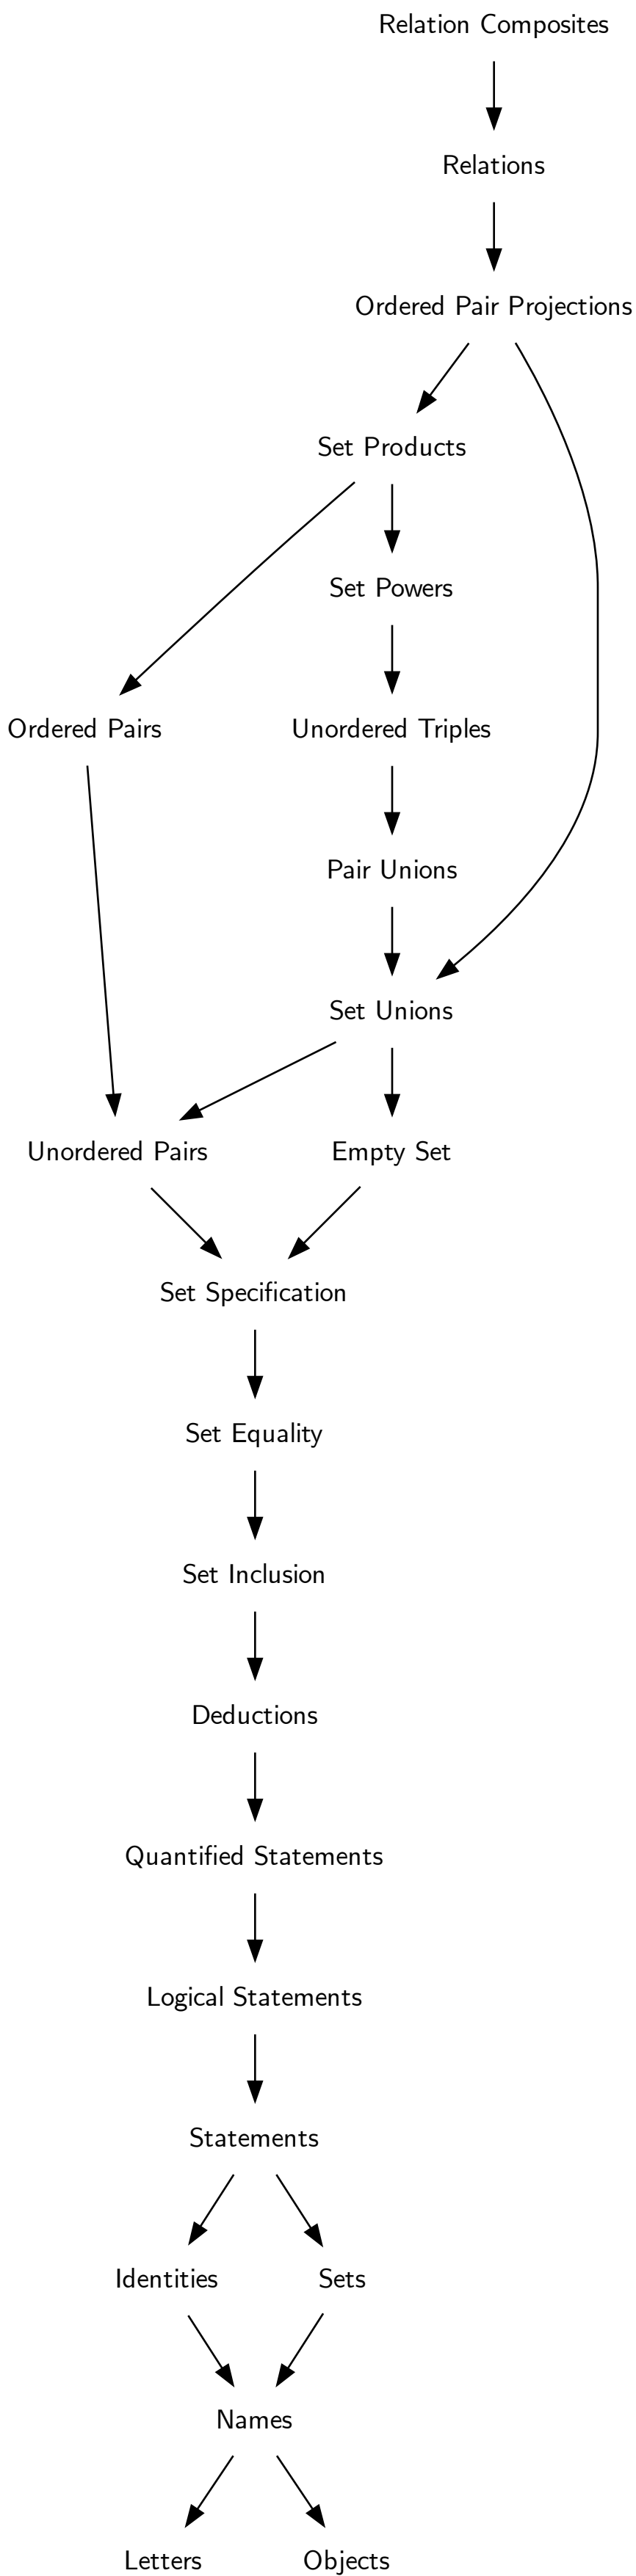 Relation Composites
Relations
Ordered Pair Projections
Set Products
Set Powers
Ordered Pairs
Unordered Triples
Pair Unions
Set Unions
Unordered Pairs
Empty Set
Set Specification
Set Equality
Set Inclusion
Deductions
Quantified Statements
Logical Statements
Statements
Identities
Sets
Names
Letters
Objects